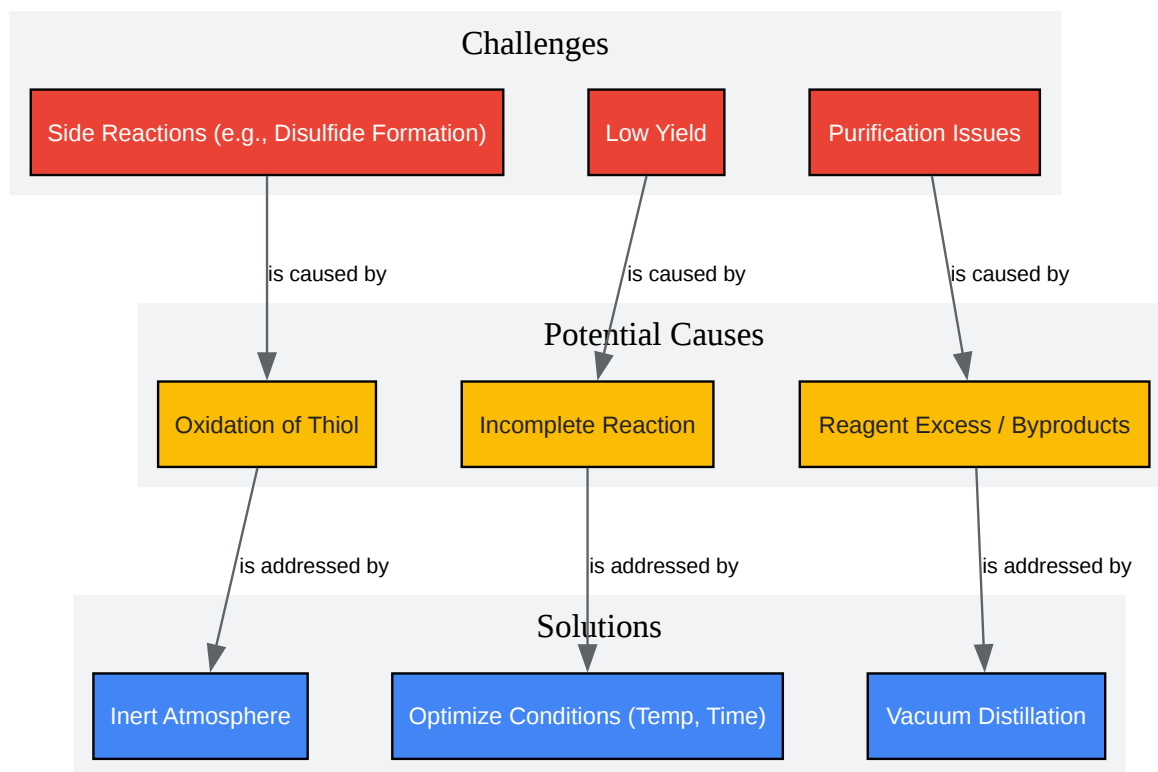 Challenges
Side Reactions (e.g., Disulfide Formation)
Low Yield
Purification Issues
is caused by
is caused by
is caused by
Potential Causes
Oxidation of Thiol
Incomplete Reaction
Reagent Excess / Byproducts
is addressed by
is addressed by
is addressed by
Solutions
Inert Atmosphere
Optimize Conditions (Temp, Time)
Vacuum Distillation